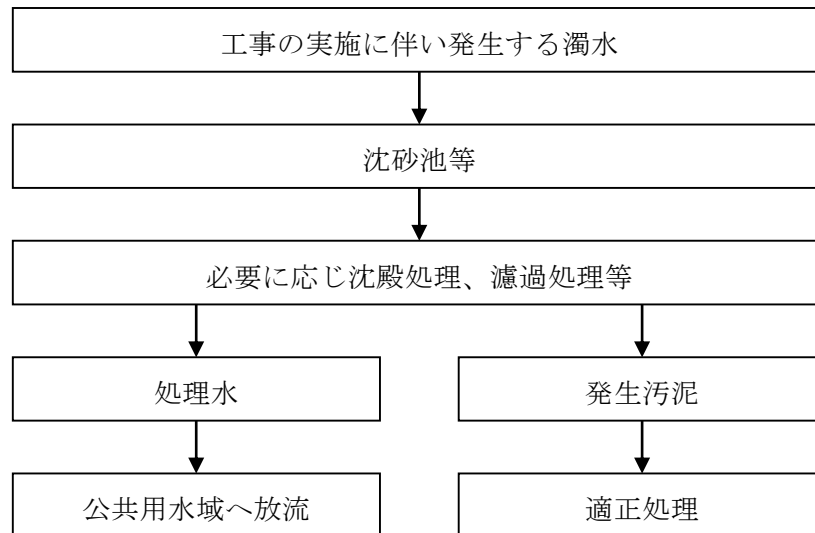 工事の実施に伴い発生する濁水
沈砂池等
必要に応じ沈殿処理、濾過処理等
処理水
発生汚泥
公共用水域へ放流
適正処理